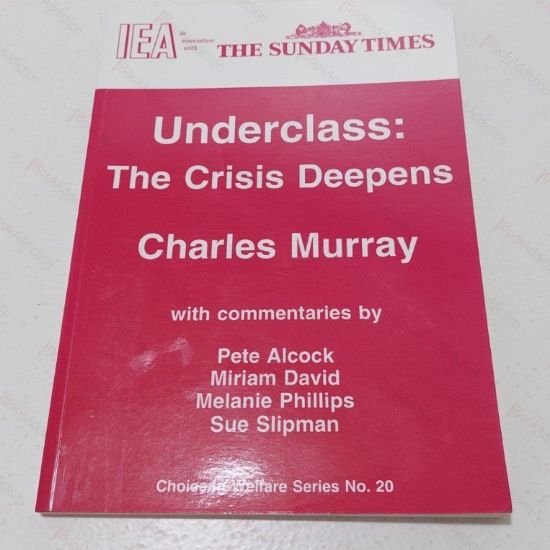 IEA in association with THE SUNDAY TIMES
Underclass:
The Crisis Deepens
Charles Murray
with commentaries by
Pete Alcock
Miriam David
Melanie Phillips
Sue Slipman
Choice in Welfare Series No. 20